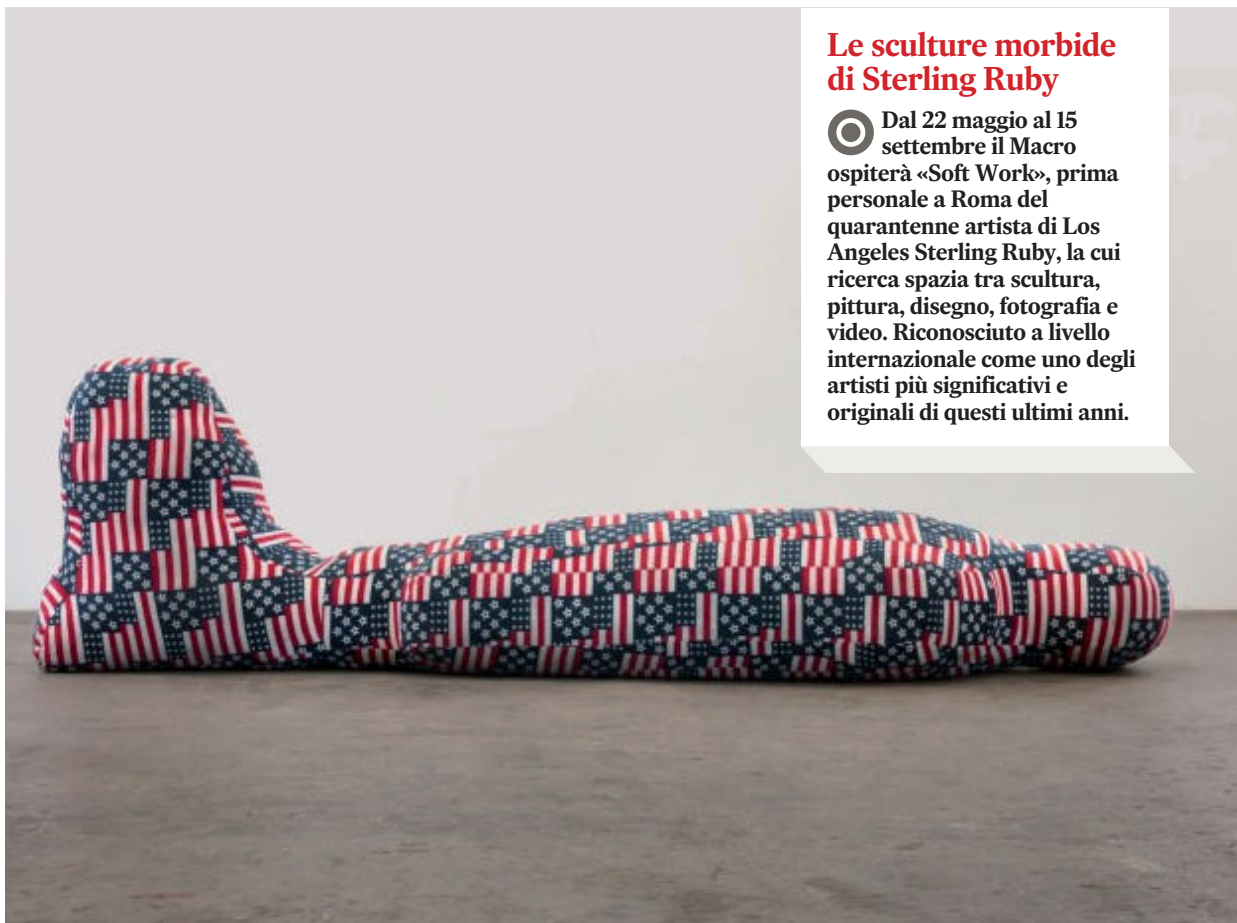 Le sculture morbide
di Sterling Ruby
Dal 22 maggio al 15
settembre il Macro
ospiterà «Soft Work», prima
personale a Roma del
quarantenne artista di Los
Angeles Sterling Ruby, la cui
ricerca spazia tra scultura,
pittura, disegno, fotografia e
video. Riconosciuto a livello
internazionale come uno degli
artisti più significativi e
originali di questi ultimi anni.